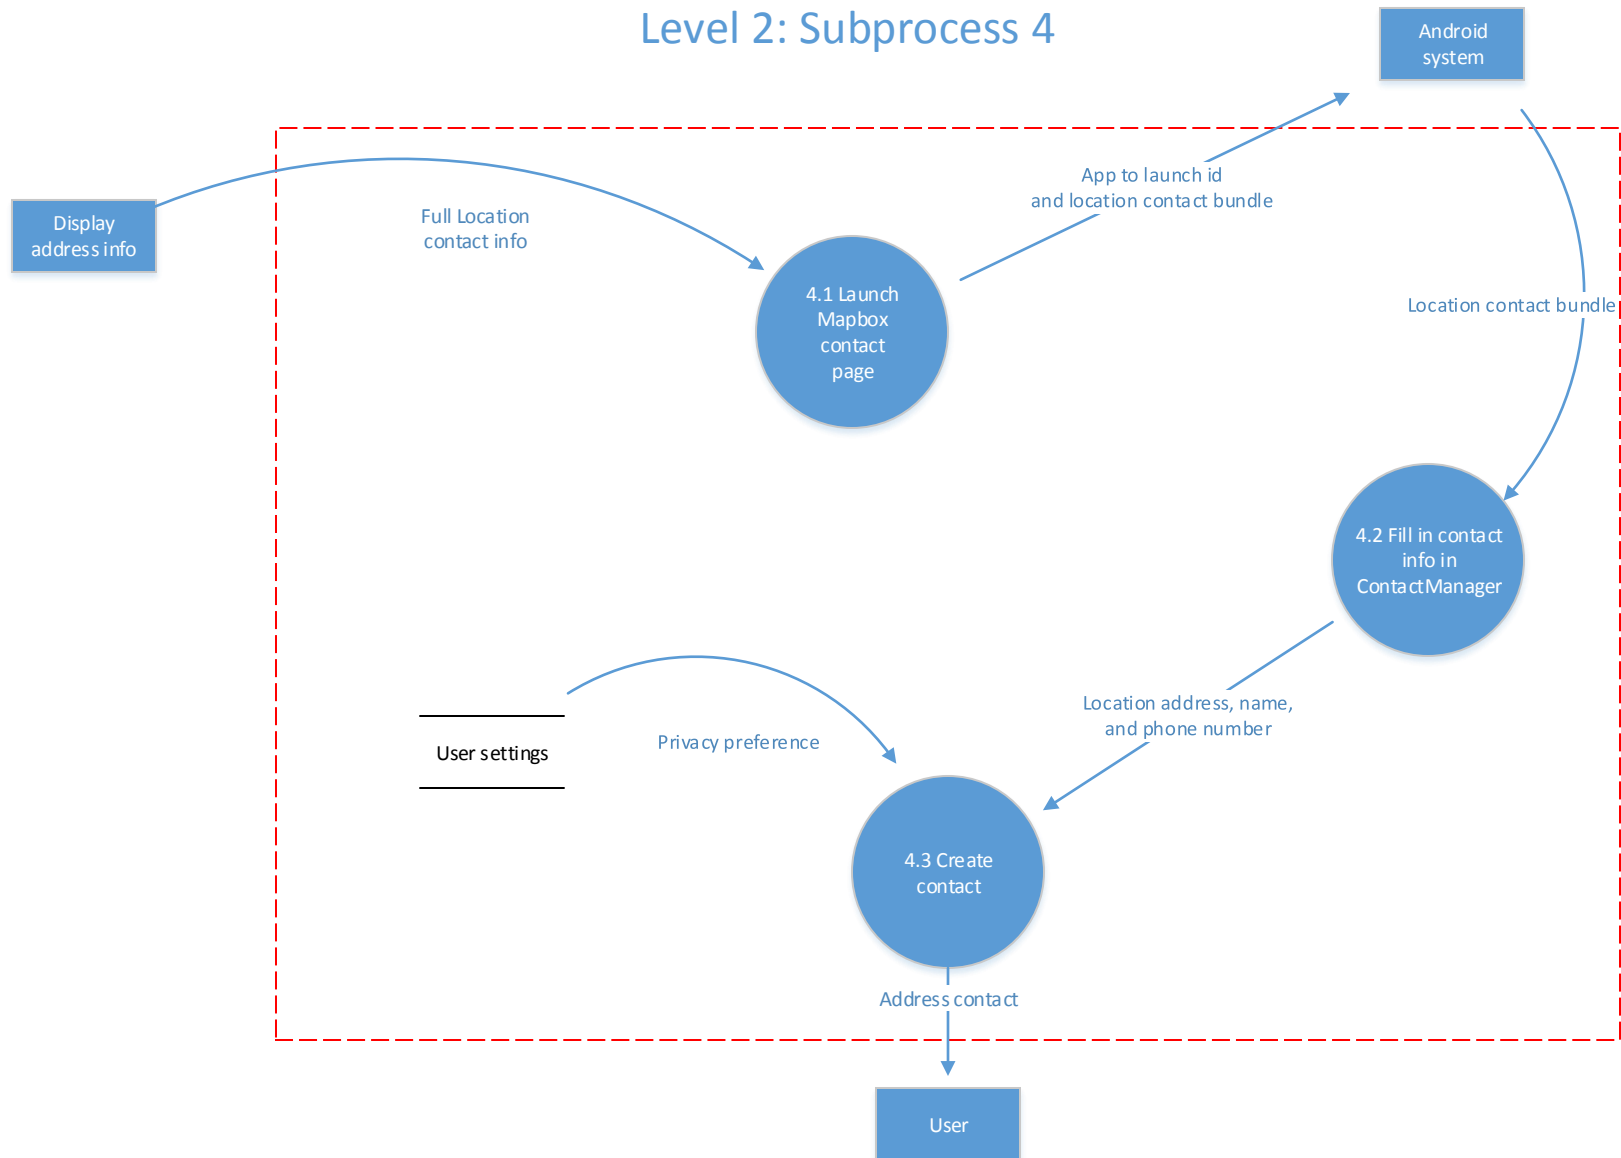 Level 2: Subprocess 4
Android
system
Display
address info
Full Location
contact info
App to launch id
and location contact bundle
4.1 Launch
Mapbox
contact
page
Location contact bundle
4.2 Fill in contact
info in
ContactManager
User settings
Privacy preference
Location address, name,
and phone number
4.3 Create
contact
Address contact
User